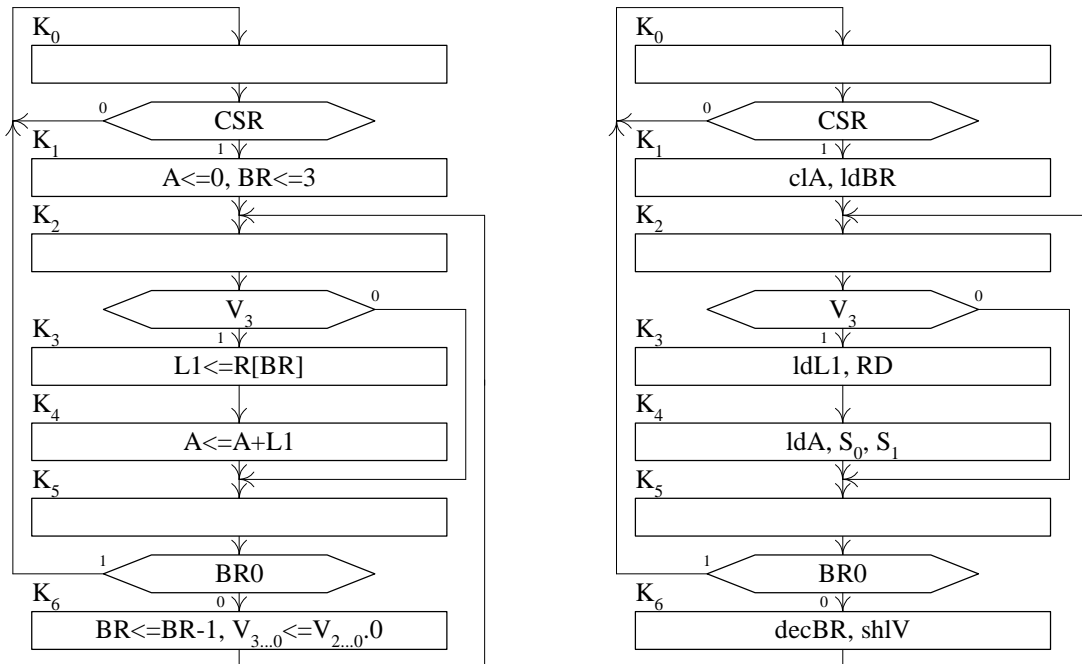 K0
CSR
0
1
K1
A<=0, BR<=3
K2
V3
0
1
K3
L1<=R[BR]
K4
A<=A+L1
K5
BR0
1
0
K6
BR<=BR-1, V3...0<=V2...0.0
K0
CSR
0
1
K1
clA, ldBR
K2
V3
0
1
K3
ldL1, RD
K4
ldA, S0, S1
K5
BR0
1
0
K6
decBR, shlV